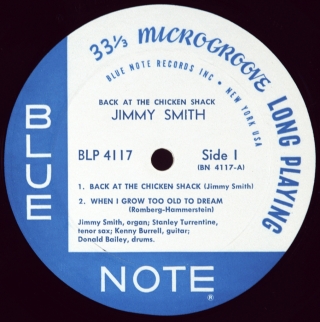 33 1/3 MICROGROOVE LONG PLAYING
BLUE NOTE RECORDS INC • NEW YORK USA
BACK AT THE CHICKEN SHACK
JIMMY SMITH
BLP 4117
Side 1
(BN 4117-A)
1. BACK AT THE CHICKEN SHACK (Jimmy Smith)
2. WHEN I GROW TOO OLD TO DREAM
(Romberg-Hammerstein)
Jimmy Smith, organ; Stanley Turrentine,
tenor sax; Kenny Burrell, guitar;
Donald Bailey, drums.
BLUE
NOTE
®